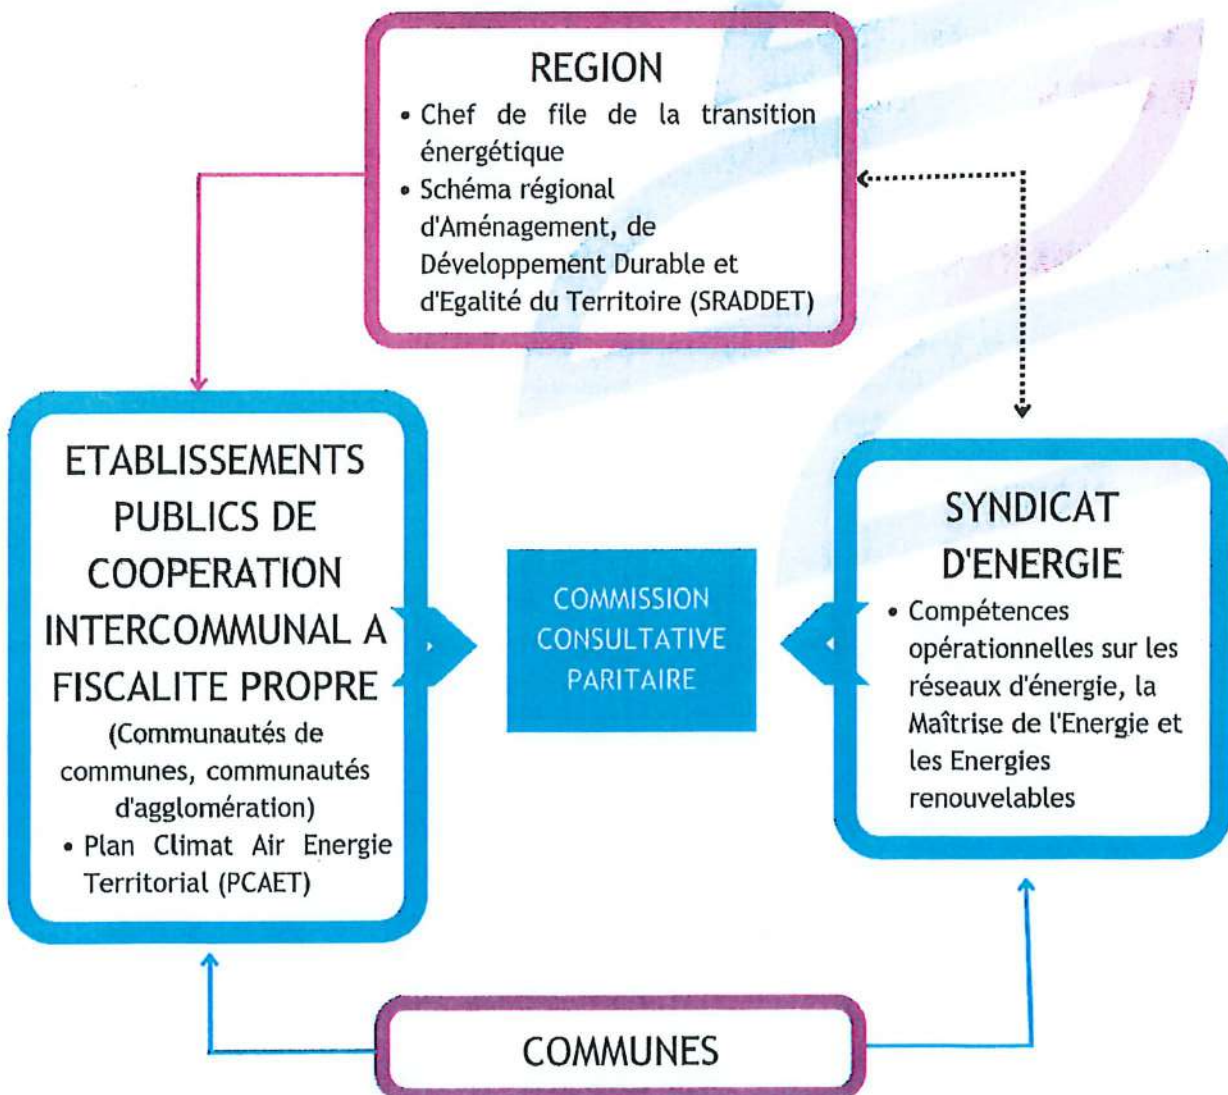 REGION
• Chef de file de la transition
énergétique
• Schéma régional
d'Aménagement, de
Développement Durable et
d'Egalité du Territoire (SRADDET)
ETABLISSEMENTS
PUBLICS DE
COOPERATION
INTERCOMMUNAL A
FISCALITE PROPRE
(Communautés de
communes, communautés
d'agglomération)
• Plan Climat Air Energie
Territorial (PCAET)
COMMISSION
CONSULTATIVE
PARITAIRE
SYNDICAT
D'ENERGIE
• Compétences
opérationnelles sur les
réseaux d'énergie, la
Maîtrise de l'Energie et
les Energies
renouvelables
COMMUNES